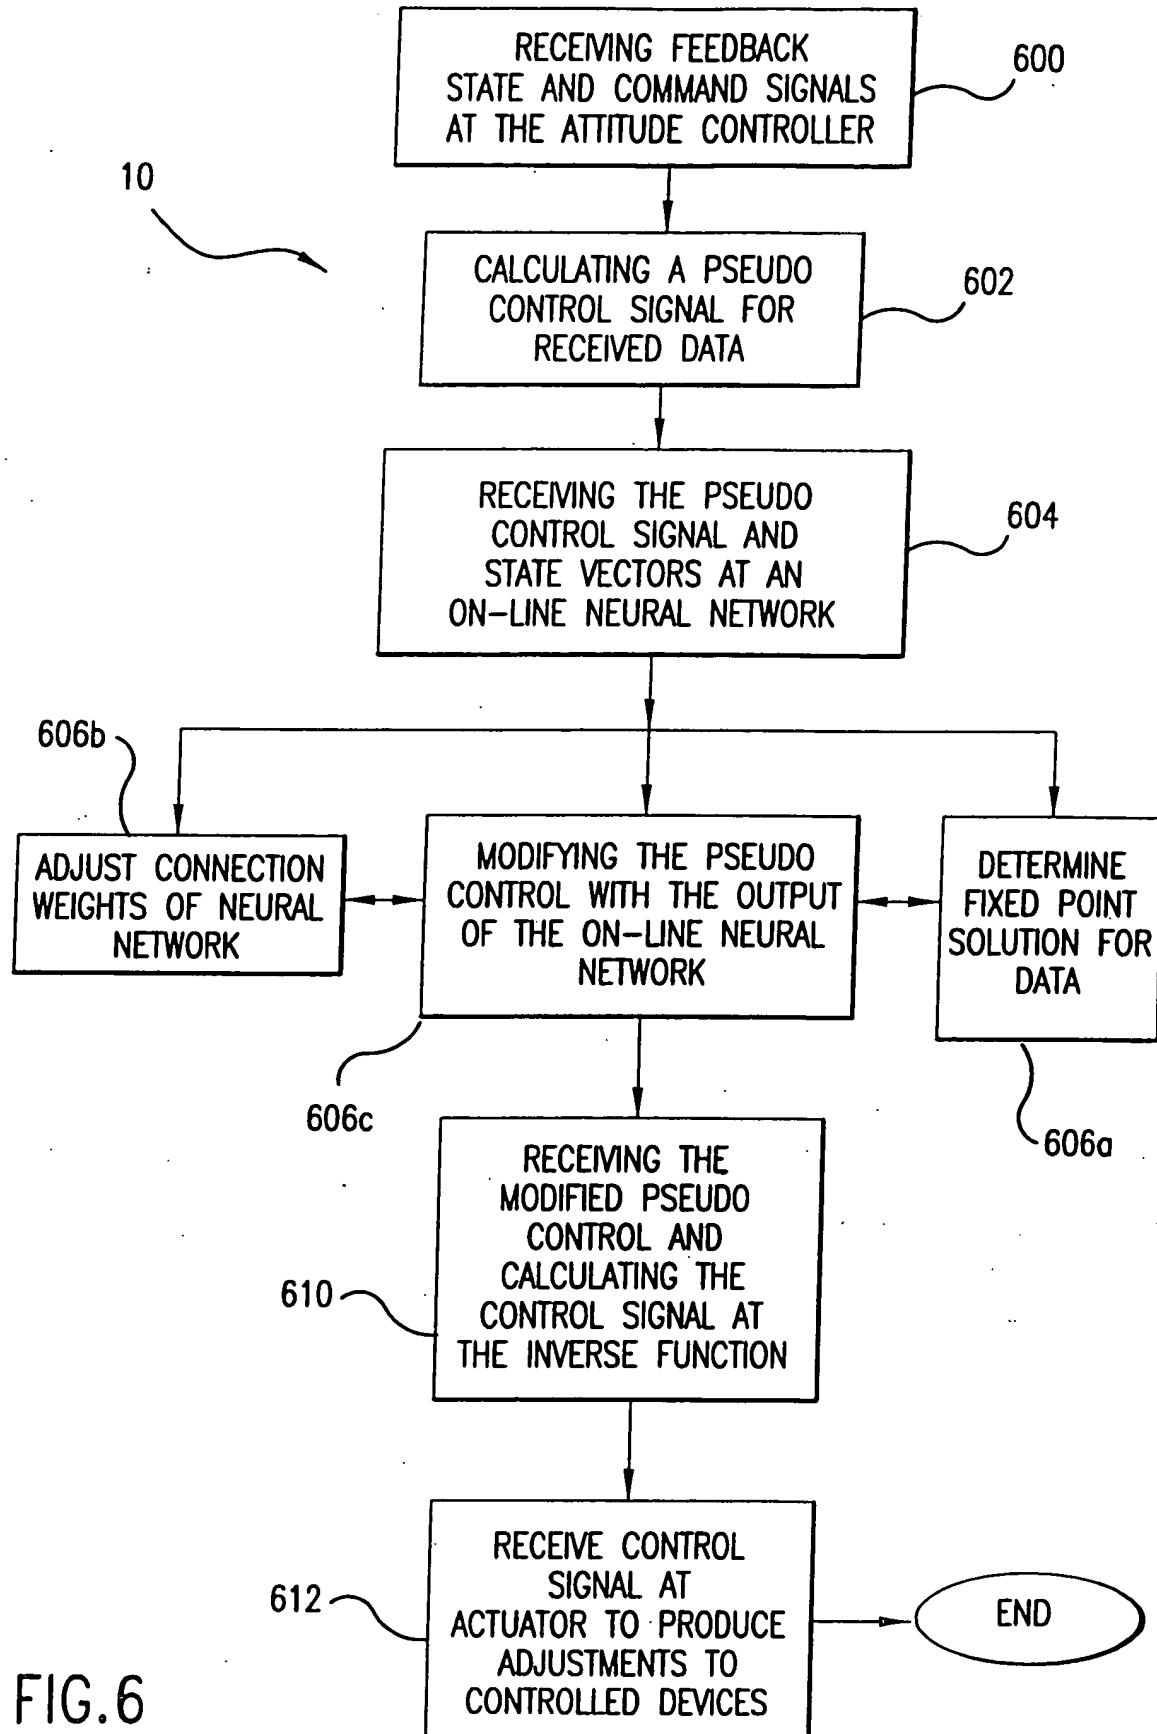 RECEIVING FEEDBACK
STATE AND COMMAND SIGNALS
AT THE ATTITUDE CONTROLLER
600
10
CALCULATING A PSEUDO
CONTROL SIGNAL FOR
RECEIVED DATA
602
RECEIVING THE PSEUDO
CONTROL SIGNAL AND
STATE VECTORS AT AN
ON-LINE NEURAL NETWORK
604
606b
ADJUST CONNECTION
WEIGHTS OF NEURAL
NETWORK
MODIFYING THE PSEUDO
CONTROL WITH THE OUTPUT
OF THE ON-LINE NEURAL
NETWORK
DETERMINE
FIXED POINT
SOLUTION FOR
DATA
606c
606a
RECEIVING THE
MODIFIED PSEUDO
CONTROL AND
CALCULATING THE
CONTROL SIGNAL AT
THE INVERSE FUNCTION
610
RECEIVE CONTROL
SIGNAL AT
ACTUATOR TO PRODUCE
ADJUSTMENTS TO
CONTROLLED DEVICES
612
END
FIG.6